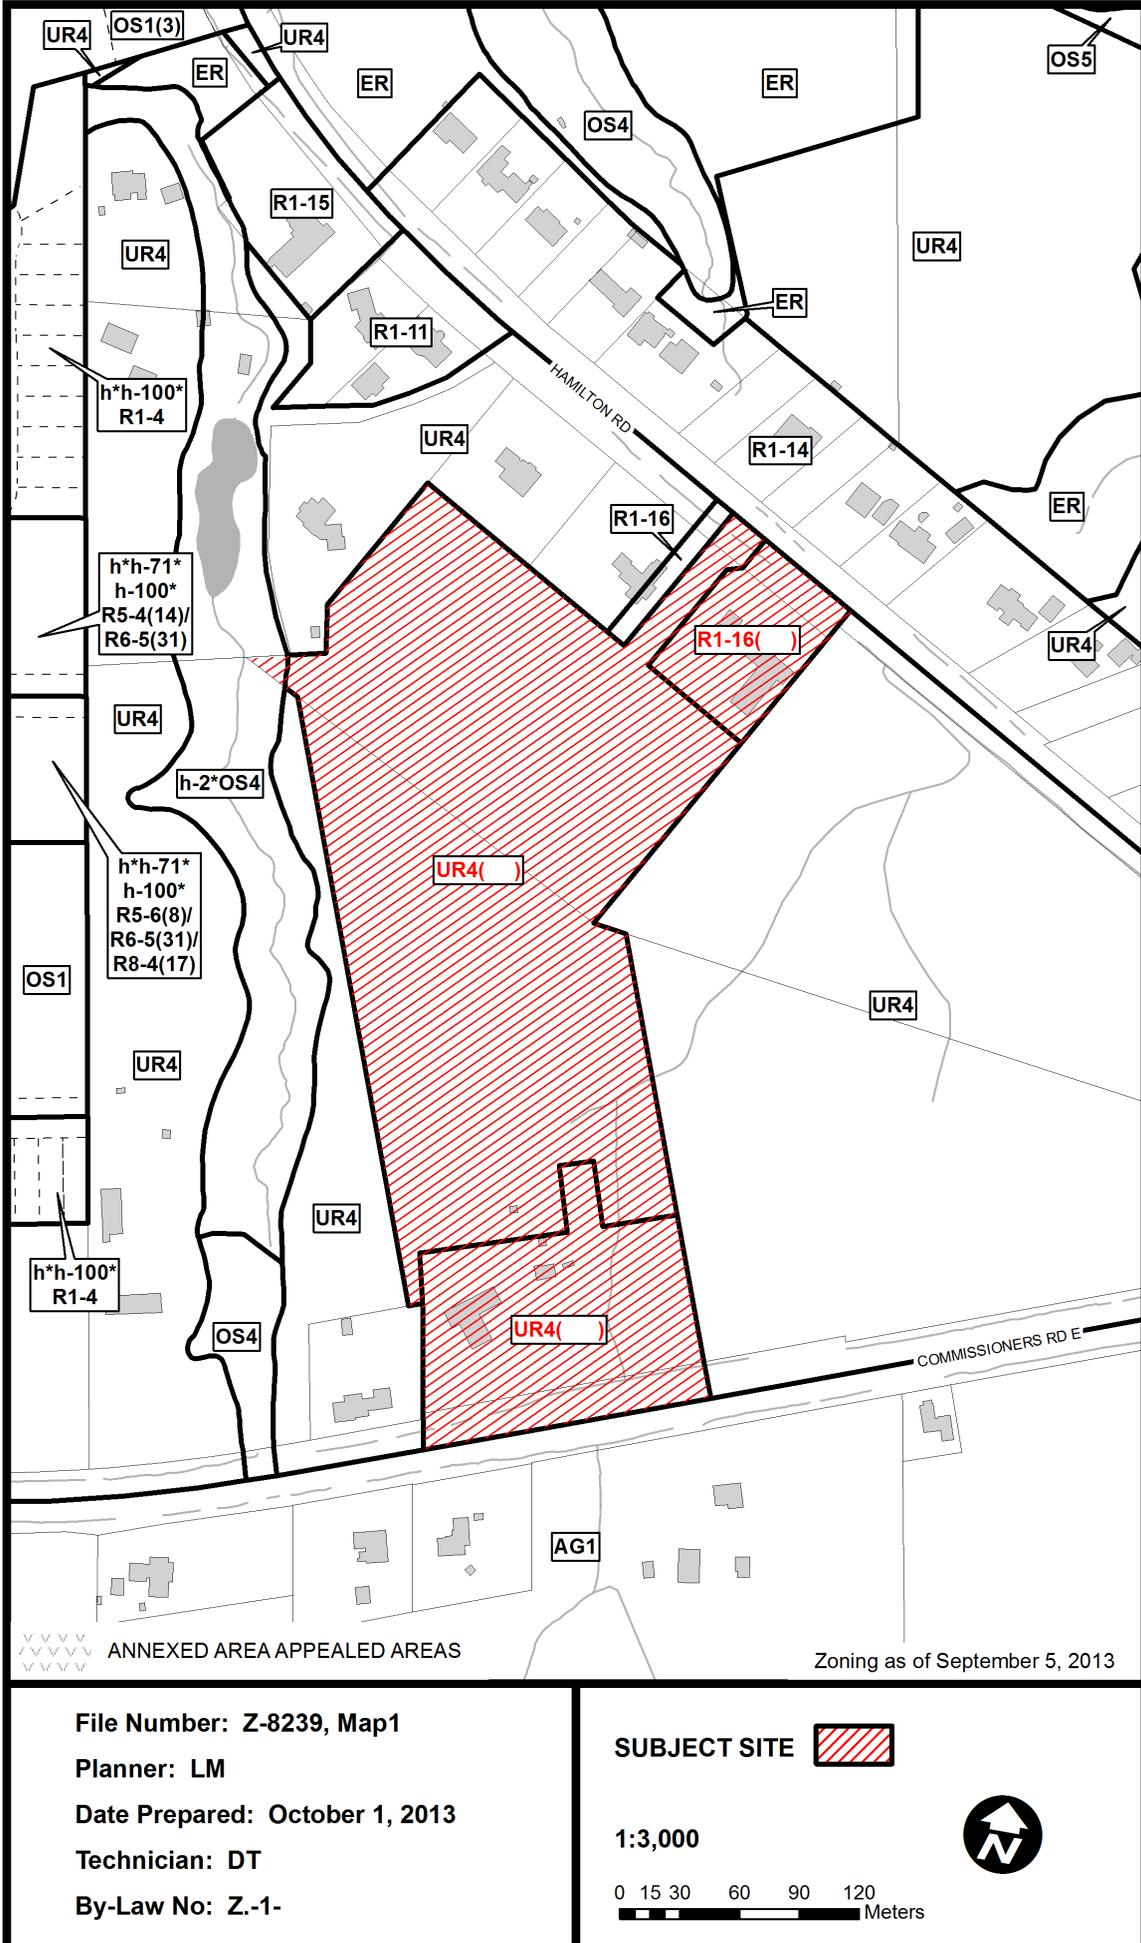 OS1(3)
UR4
UR4
ER
ER
ER
OS5
OS4
R1-15
UR4
UR4
ER
R1-11
HAMILTON RD
h*h-100*
R1-4
UR4
R1-14
ER
R1-16
h*h-71*
h-100*
R5-4(14)/
R6-5(31)
R1-16( )
UR4
UR4
h-2*OS4
UR4( )
h*h-71*
h-100*
R5-6(8)/
R6-5(31)/
R8-4(17)
OS1
UR4
UR4
UR4
h*h-100*
R1-4
OS4
UR4( )
COMMISSIONERS RD E
AG1
ANNEXED AREA APPEALED AREAS
Zoning as of September 5, 2013
File Number: Z-8239, Map1
Planner: LM
Date Prepared: October 1, 2013
Technician: DT
By-Law No: Z.-1-
SUBJECT SITE
1:3,000
N
0 15 30 60 90 120
Meters